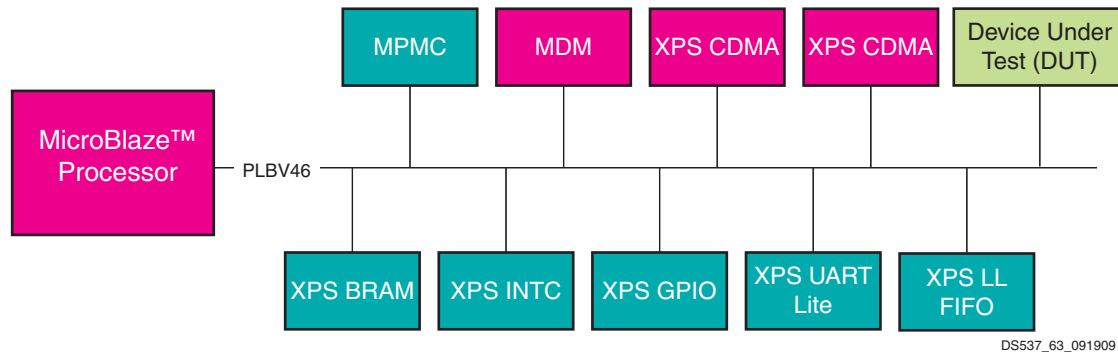 MPMC
MDM
XPS CDMA
XPS CDMA
Device Under
Test (DUT)
MicroBlaze™
Processor
PLBV46
XPS BRAM
XPS INTC
XPS GPIO
XPS UART
Lite
XPS LL
FIFO
DS537_63_091909